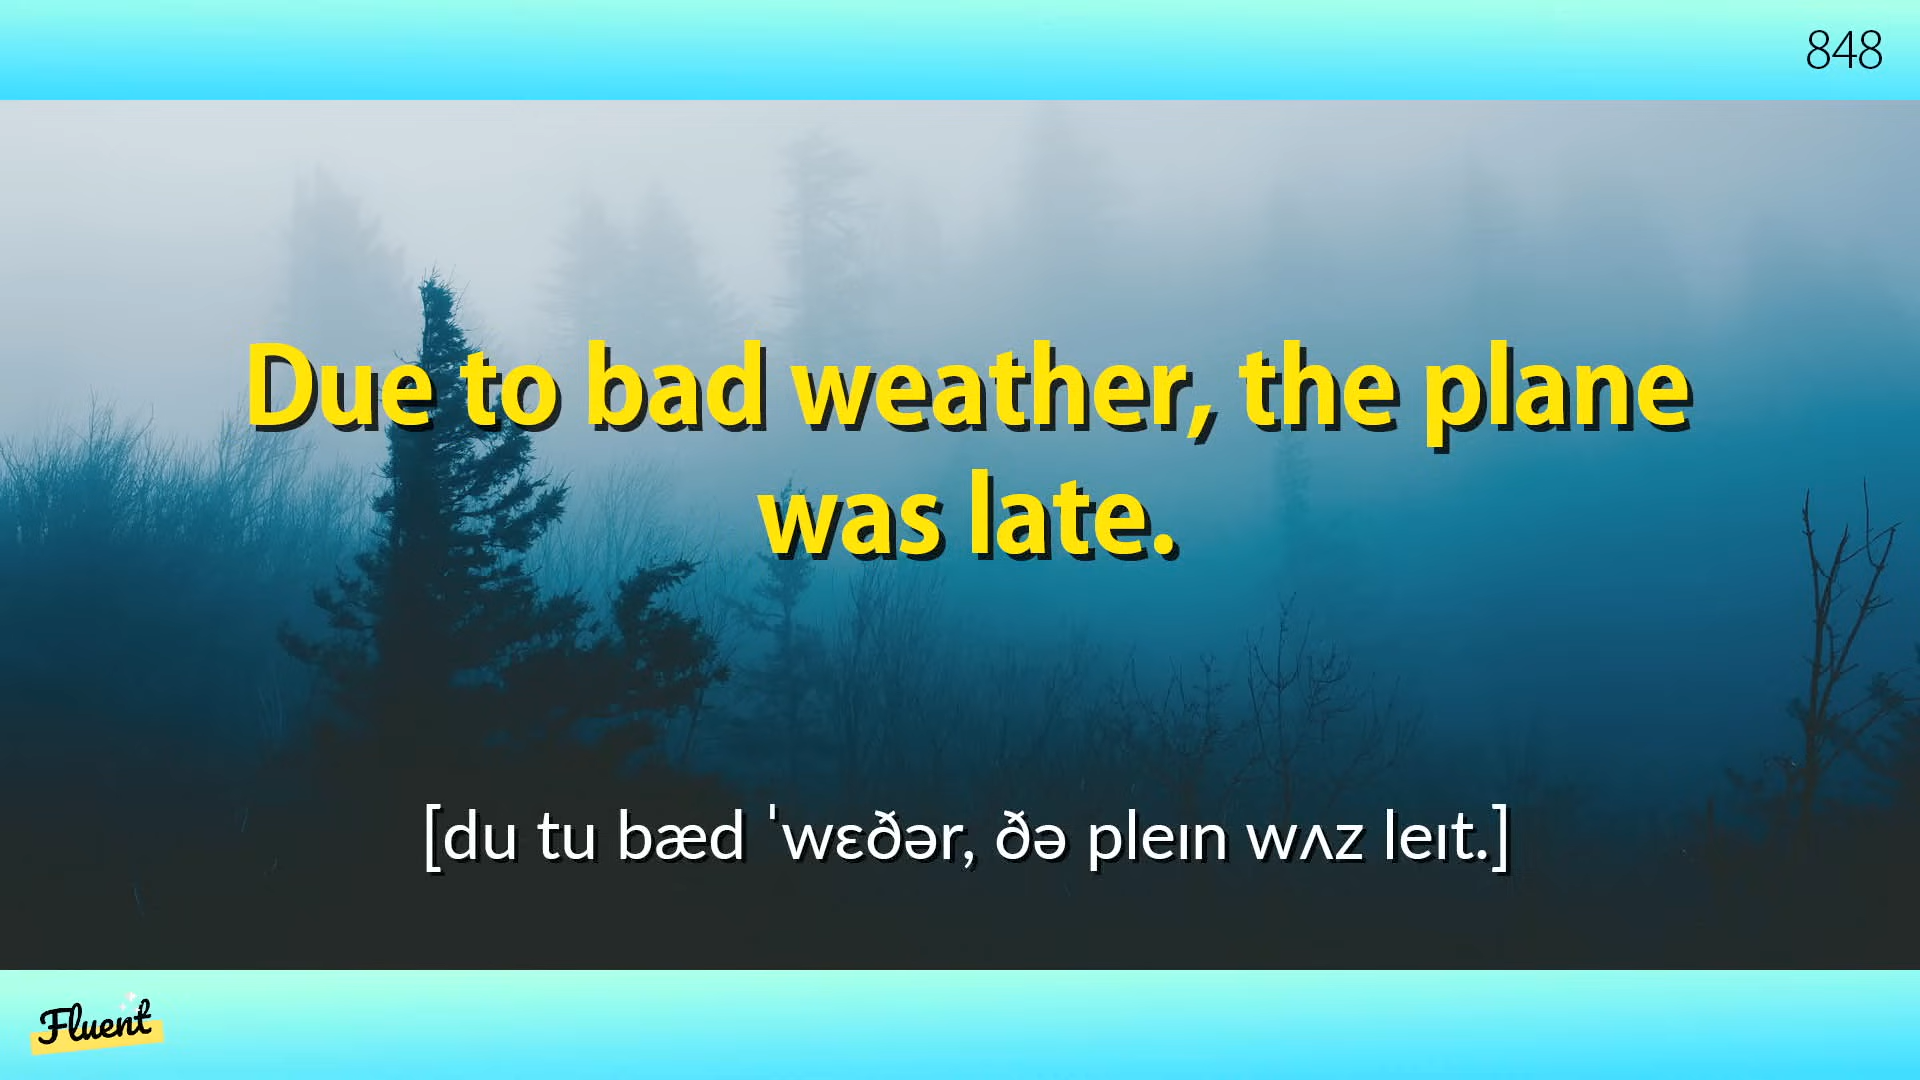 848
Due to bad weather, the plane
was late.
[du tu bæd ˈwɛðər, ðə pleɪn wʌz leɪt.]
Fluent